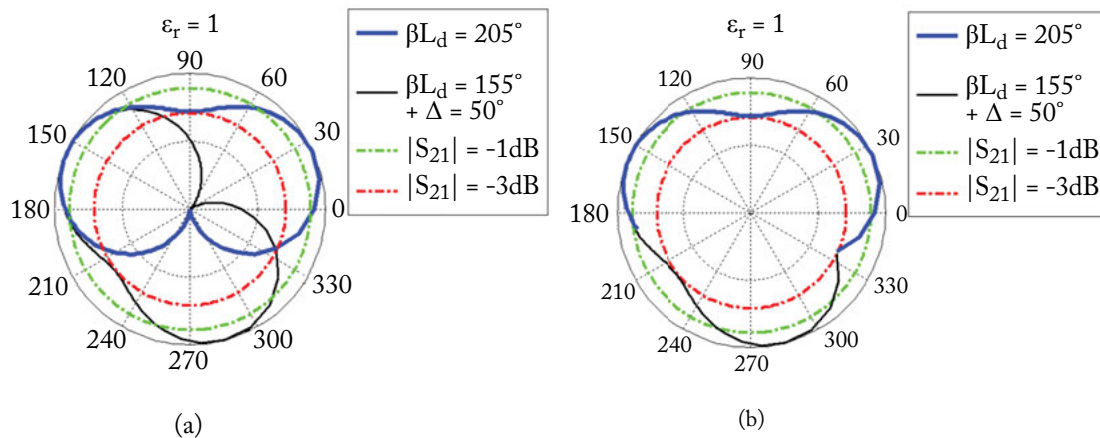 εr = 1
90
120
60
150
30
180
0
210
330
240
300
270
βLd = 205°
βLd = 155°
+ Δ = 50°
|S21| = -1dB
|S21| = -3dB
(a)
εr = 1
90
120
60
150
30
180
0
210
330
240
300
270
βLd = 205°
βLd = 155°
+ Δ = 50°
|S21| = -1dB
|S21| = -3dB
(b)